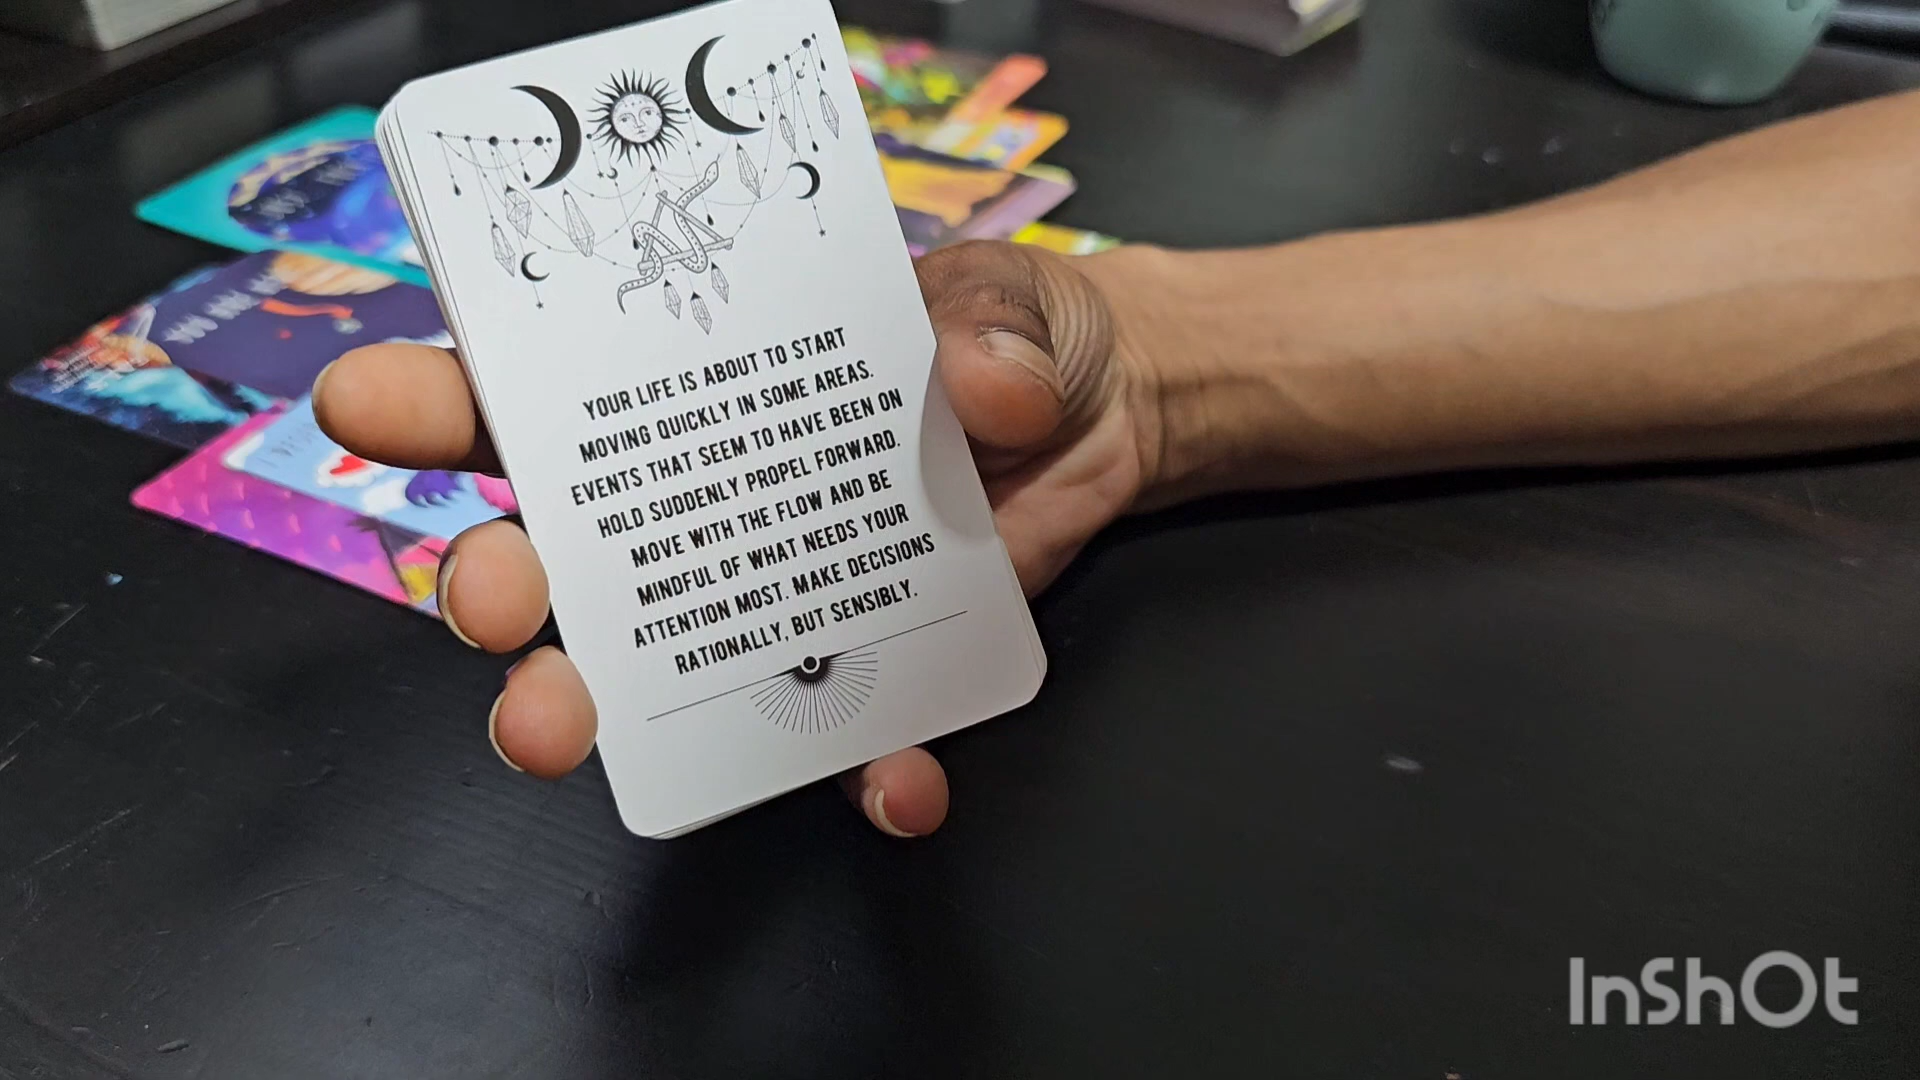 YOUR LIFE IS ABOUT TO START
MOVING QUICKLY IN SOME AREAS.
EVENTS THAT SEEM TO HAVE BEEN ON
HOLD SUDDENLY PROPEL FORWARD.
MOVE WITH THE FLOW AND BE
MINDFUL OF WHAT NEEDS YOUR
ATTENTION MOST. MAKE DECISIONS
RATIONALLY, BUT SENSIBLY.
InShOt